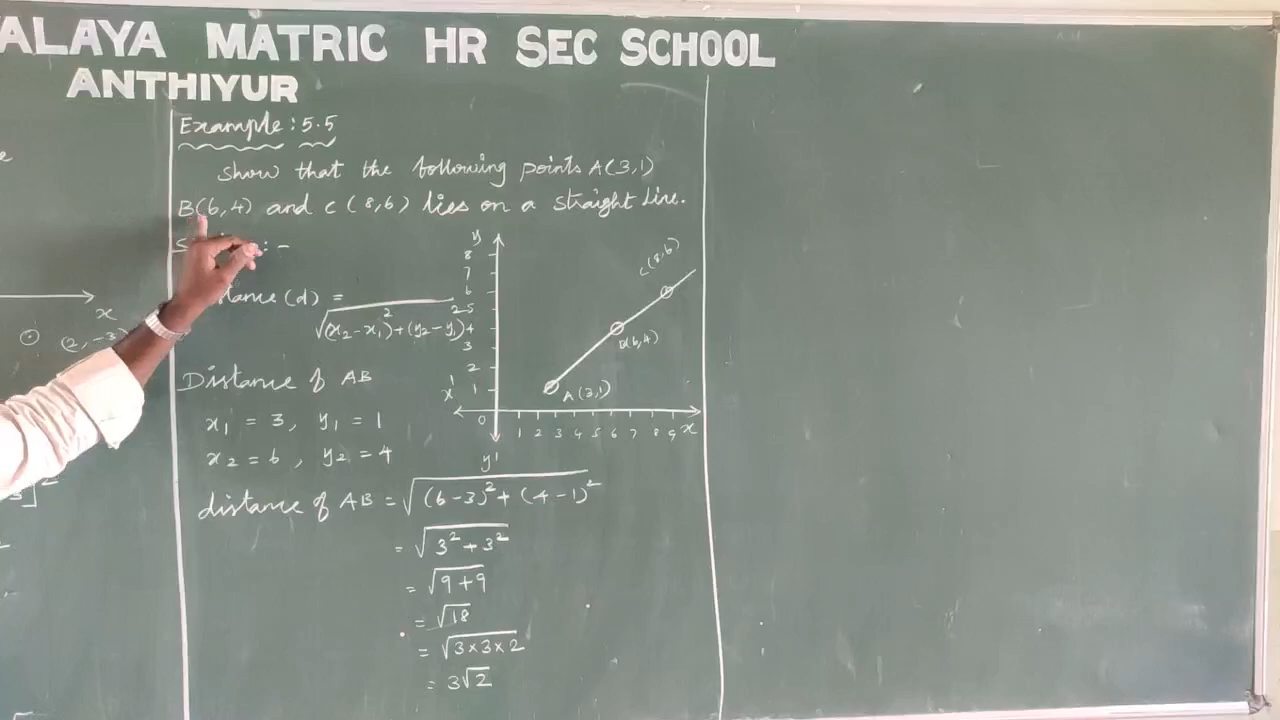 ALAYA MATRIC HR SEC SCHOOL
ANTHIYUR
Example : 5.5
Show that the following points A(3,1)
B(6,4) and C(8,6) lies on a straight line.
: -
(d) =
√(x₂-x₁)²+(y₂-y₁)²
Distance of AB
x₁ = 3, y₁ = 1
x₂ = 6, y₂ = 4
distance of AB = √(6-3)²+(4-1)²
= √3²+3²
= √9+9
= √18
= √3×3×2
= 3√2
y
8
7
6
5
4
3
2
1
0
1 2 3 4 5 6 7 8 9 x
x'
y'
C(8,6)
B(6,4)
A(3,1)
x
(2,-3)